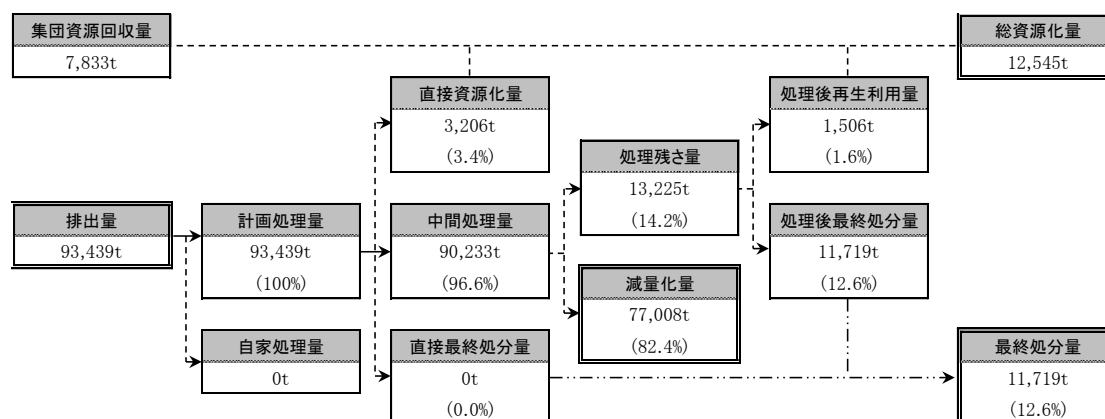 集団資源回収量
7,833t
総資源化量
12,545t
直接資源化量
3,206t
(3.4%)
処理後再生利用量
1,506t
(1.6%)
処理残さ量
13,225t
(14.2%)
排出量
93,439t
計画処理量
93,439t
(100%)
中間処理量
90,233t
(96.6%)
処理後最終処分量
11,719t
(12.6%)
減量化量
77,008t
(82.4%)
自家処理量
0t
直接最終処分量
0t
(0.0%)
最終処分量
11,719t
(12.6%)